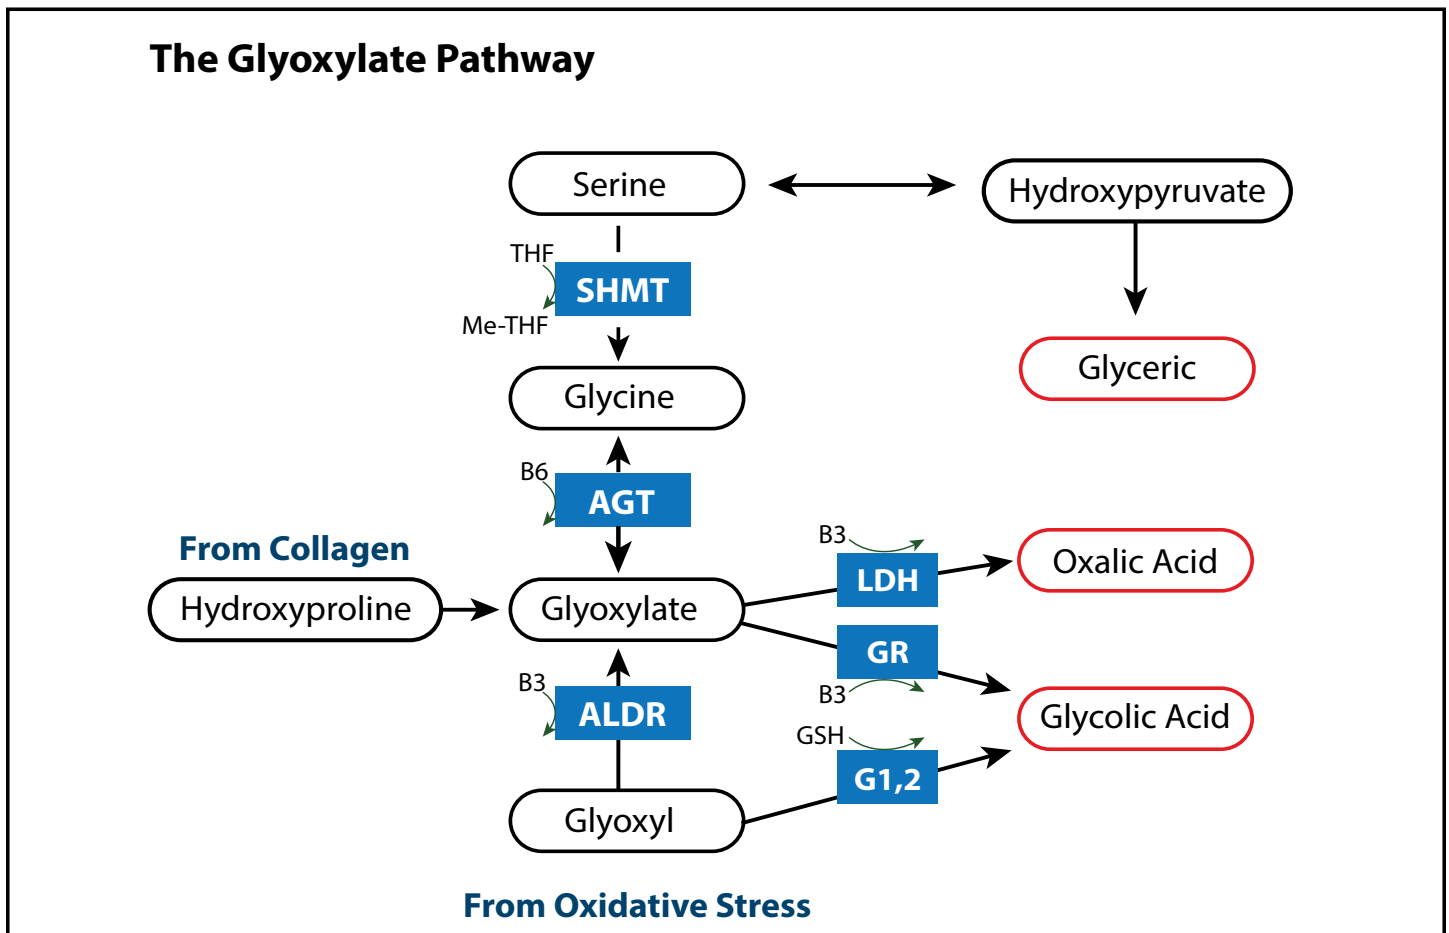 The Glyoxylate Pathway
Serine
Hydroxypyruvate
THF
SHMT
Me-THF
Glyceric
Glycine
B6
AGT
From Collagen
Hydroxyproline
Glyoxylate
B3
LDH
Oxalic Acid
GR
B3
Glycolic Acid
B3
ALDR
GSH
G1,2
Glyoxyl
From Oxidative Stress